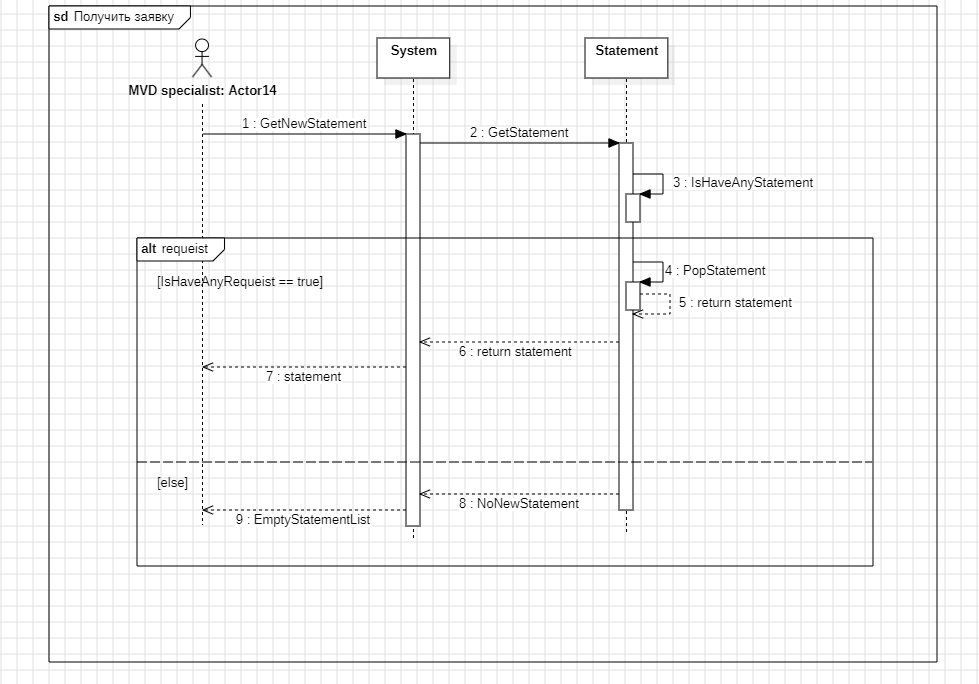 sd Получить заявку
System
Statement
MVD specialist: Actor14
1 : GetNewStatement
2 : GetStatement
3 : IsHaveAnyStatement
alt requeist
[IsHaveAnyRequeist == true]
4 : PopStatement
5 : return statement
6 : return statement
7 : statement
[else]
8 : NoNewStatement
9 : EmptyStatementList